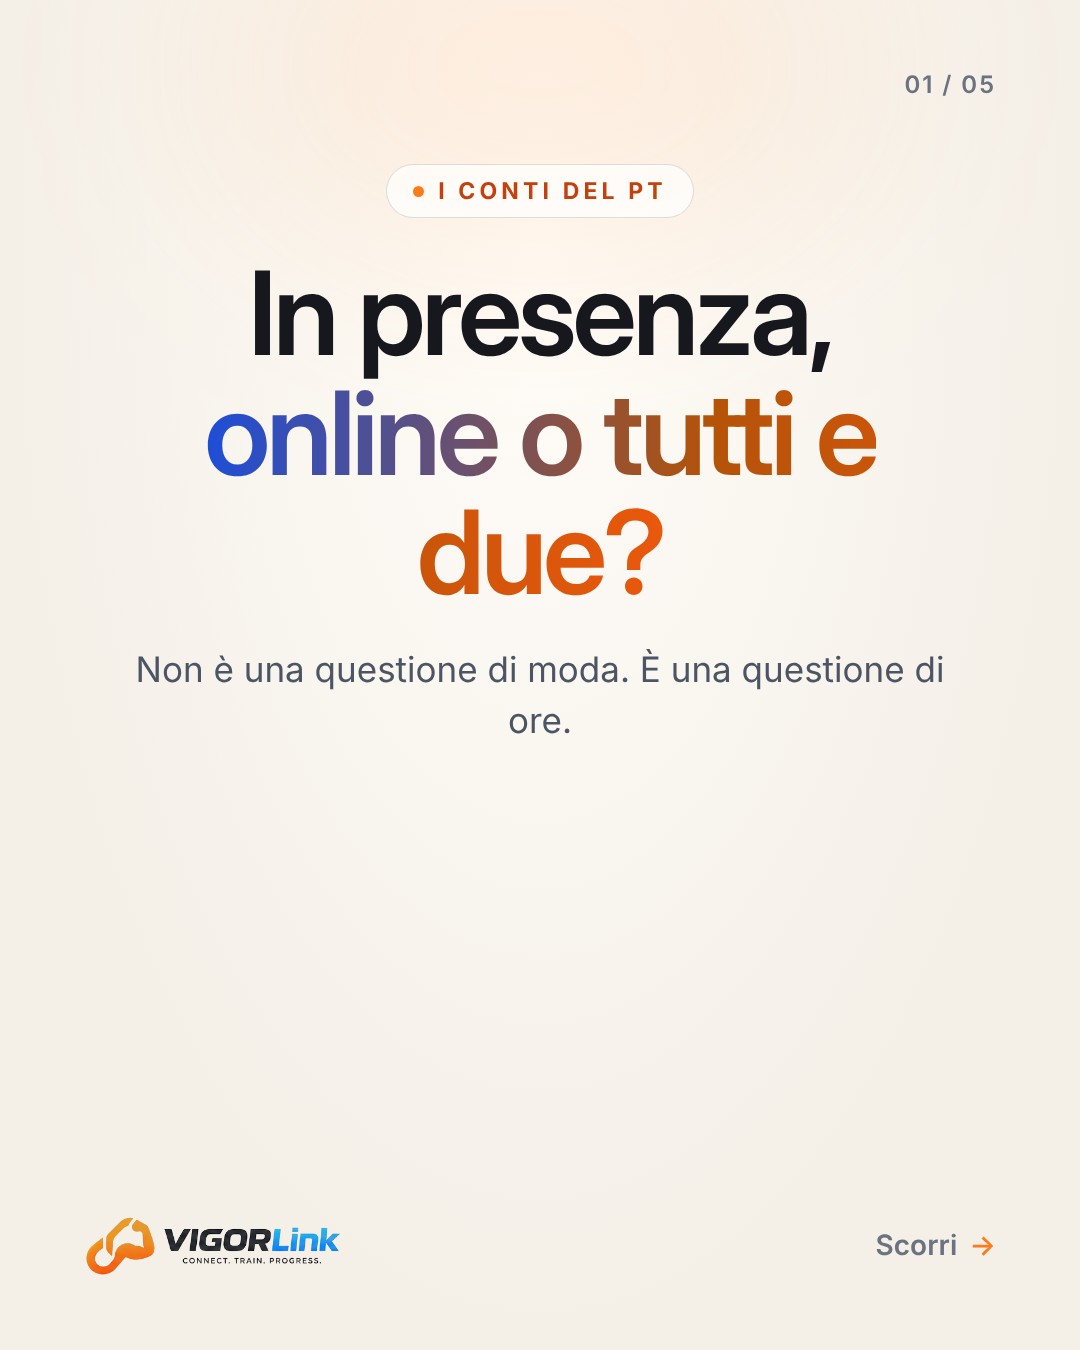 01 / 05
I CONTI DEL PT
In presenza,
online o tutti e
due?
Non è una questione di moda. È una questione di
ore.
VIGORLink
CONNECT. TRAIN. PROGRESS.
Scorri →